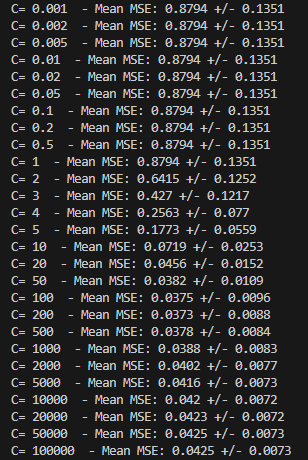 C= 0.001  - Mean MSE: 0.8794 +/- 0.1351
C= 0.002  - Mean MSE: 0.8794 +/- 0.1351
C= 0.005  - Mean MSE: 0.8794 +/- 0.1351
C= 0.01  - Mean MSE: 0.8794 +/- 0.1351
C= 0.02  - Mean MSE: 0.8794 +/- 0.1351
C= 0.05  - Mean MSE: 0.8794 +/- 0.1351
C= 0.1  - Mean MSE: 0.8794 +/- 0.1351
C= 0.2  - Mean MSE: 0.8794 +/- 0.1351
C= 0.5  - Mean MSE: 0.8794 +/- 0.1351
C= 1  - Mean MSE: 0.8794 +/- 0.1351
C= 2  - Mean MSE: 0.6415 +/- 0.1252
C= 3  - Mean MSE: 0.427 +/- 0.1217
C= 4  - Mean MSE: 0.2563 +/- 0.077
C= 5  - Mean MSE: 0.1773 +/- 0.0559
C= 10  - Mean MSE: 0.0719 +/- 0.0253
C= 20  - Mean MSE: 0.0456 +/- 0.0152
C= 50  - Mean MSE: 0.0382 +/- 0.0109
C= 100  - Mean MSE: 0.0375 +/- 0.0096
C= 200  - Mean MSE: 0.0373 +/- 0.0088
C= 500  - Mean MSE: 0.0378 +/- 0.0084
C= 1000  - Mean MSE: 0.0388 +/- 0.0083
C= 2000  - Mean MSE: 0.0402 +/- 0.0077
C= 5000  - Mean MSE: 0.0416 +/- 0.0073
C= 10000  - Mean MSE: 0.042 +/- 0.0072
C= 20000  - Mean MSE: 0.0423 +/- 0.0072
C= 50000  - Mean MSE: 0.0425 +/- 0.0073
C= 100000  - Mean MSE: 0.0425 +/- 0.0073